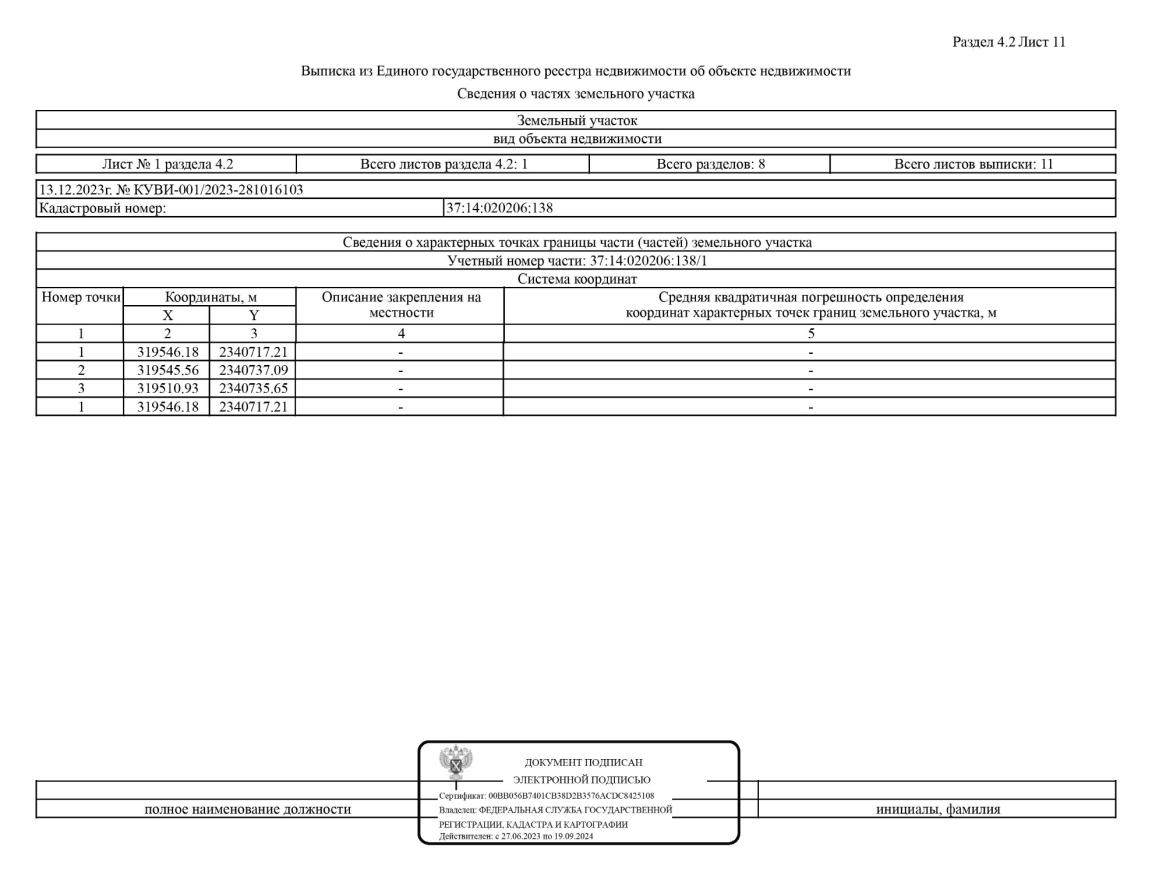 Раздел 4.2 Лист 11
Выписка из Единого государственного реестра недвижимости об объекте недвижимости
Сведения о частях земельного участка
Земельный участок
вид объекта недвижимости
Лист № 1 раздела 4.2 Всего листов раздела 4.2: 1 Всего разделов: 8 Всего листов выписки: 11
13.12.2023г. № КУВИ-001/2023-281016103
Кадастровый номер: 37:14:020206:138
Сведения о характерных точках границы части (частей) земельного участка
Учетный номер части: 37:14:020206:138/1
Система координат
Номер точки Координаты, м Описание закрепления на местности Средняя квадратичная погрешность определения координат характерных точек границ земельного участка, м
X Y
1 2 3 4 5
1 319546.18 2340717.21 - -
2 319545.56 2340737.09 - -
3 319510.93 2340735.65 - -
1 319546.18 2340717.21 - -
ДОКУМЕНТ ПОДПИСАН
ЭЛЕКТРОННОЙ ПОДПИСЬЮ
Сертификат: 00BB056B7401CB38D2B3576ACDC8425108
Владелец: ФЕДЕРАЛЬНАЯ СЛУЖБА ГОСУДАРСТВЕННОЙ
РЕГИСТРАЦИИ, КАДАСТРА И КАРТОГРАФИИ
Действителен: с 27.06.2023 по 19.09.2024
полное наименование должности инициалы, фамилия